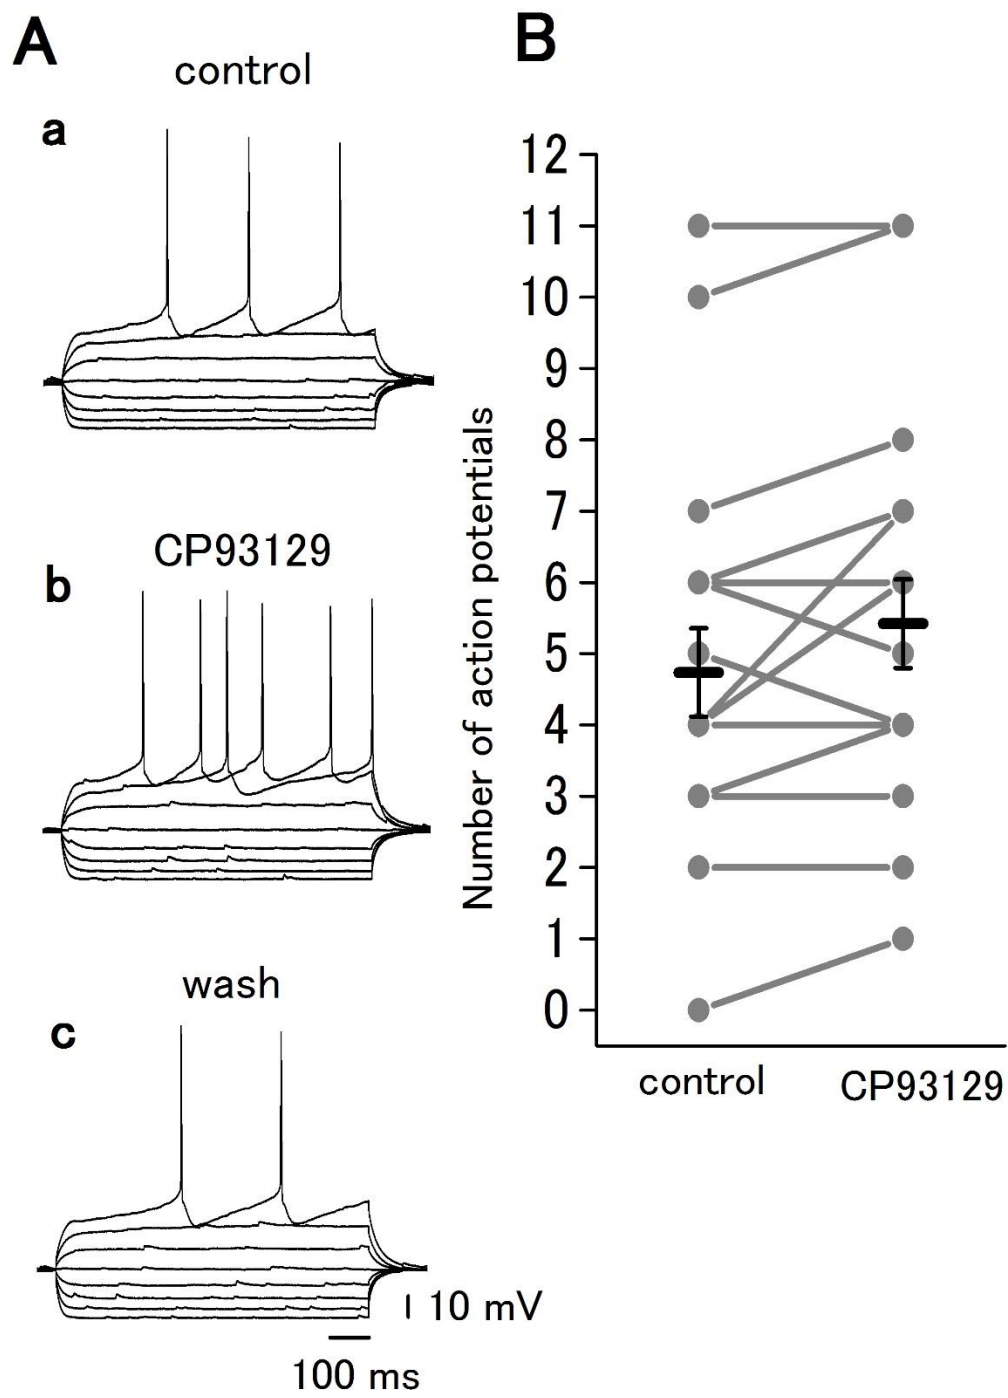 A
control
a
CP93129
b
wash
c
10 mV
100 ms
B
Number of action potentials
12
11
10
9
8
7
6
5
4
3
2
1
0
control
CP93129